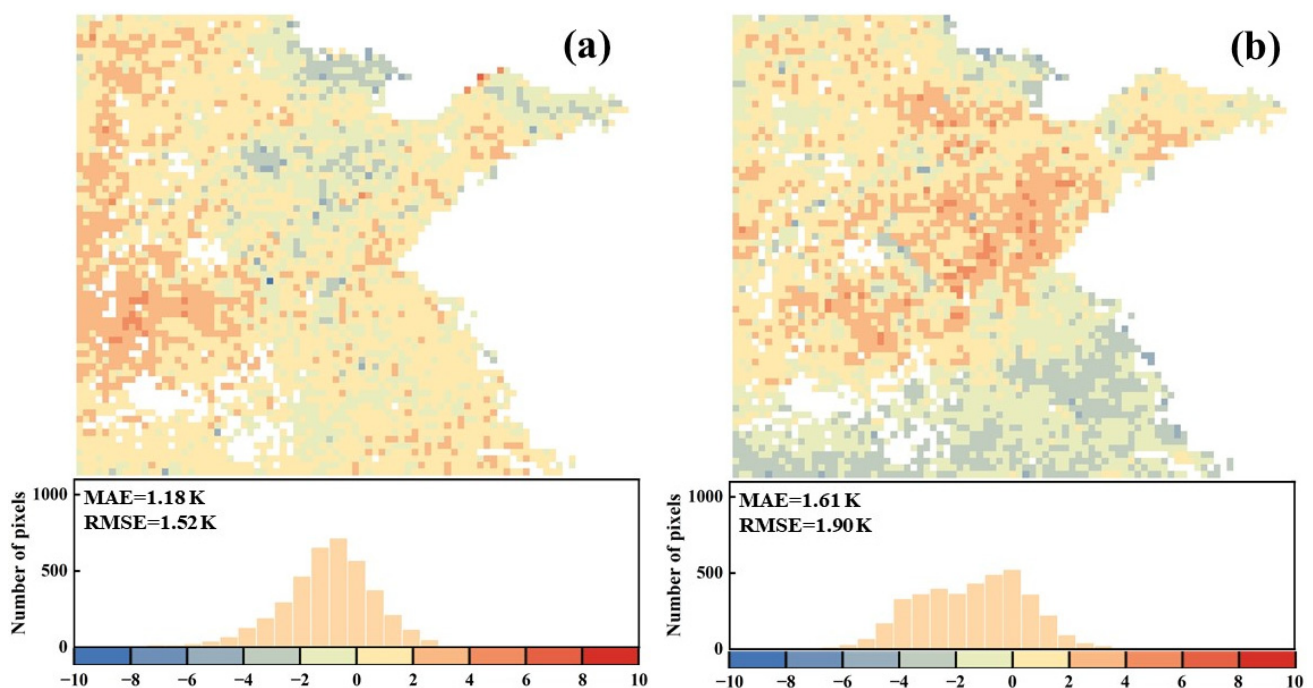 (a)
(b)
1000
MAE=1.18 K
RMSE=1.52 K
Number of pixels
500
0
−10 −8 −6 −4 −2 0 2 4 6 8 10
1000
MAE=1.61 K
RMSE=1.90 K
Number of pixels
500
0
−10 −8 −6 −4 −2 0 2 4 6 8 10